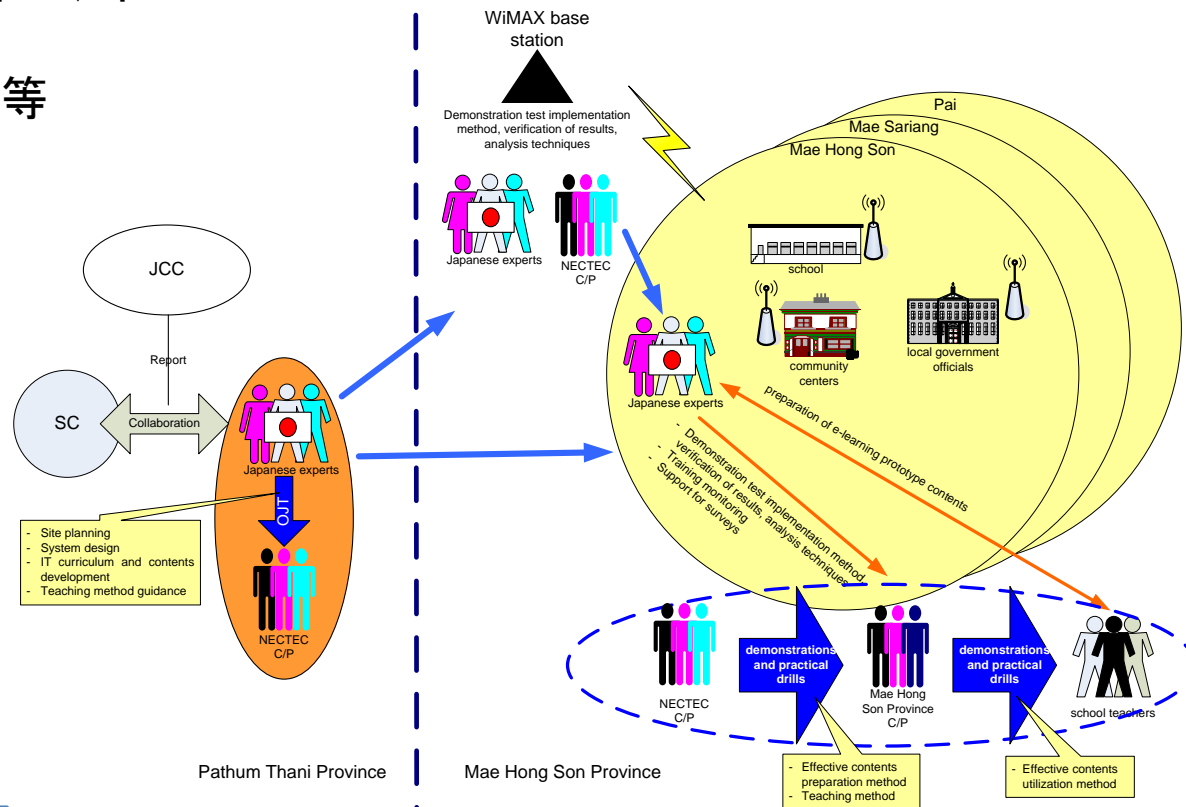 等
JCC
Report
SC
Collaboration
Japanese experts
OJT
- Site planning
- System design
- IT curriculum and contents
development
- Teaching method guidance
NECTEC
C/P
Pathum Thani Province
WiMAX base
station
Demonstration test implementation
method, verification of results,
analysis techniques
Japanese experts
NECTEC
C/P
Pai
Mae Sariang
Mae Hong Son
school
community
centers
local government
officials
Japanese experts
preparation of e-learning prototype contents
- Demonstration test implementation method,
verification of results, analysis techniques
- Training monitoring
- Support for surveys
NECTEC
C/P
demonstrations
and practical
drills
Mae Hong
Son Province
C/P
demonstrations
and practical
drills
school teachers
- Effective contents
preparation method
- Teaching method
- Effective contents
utilization method
Mae Hong Son Province